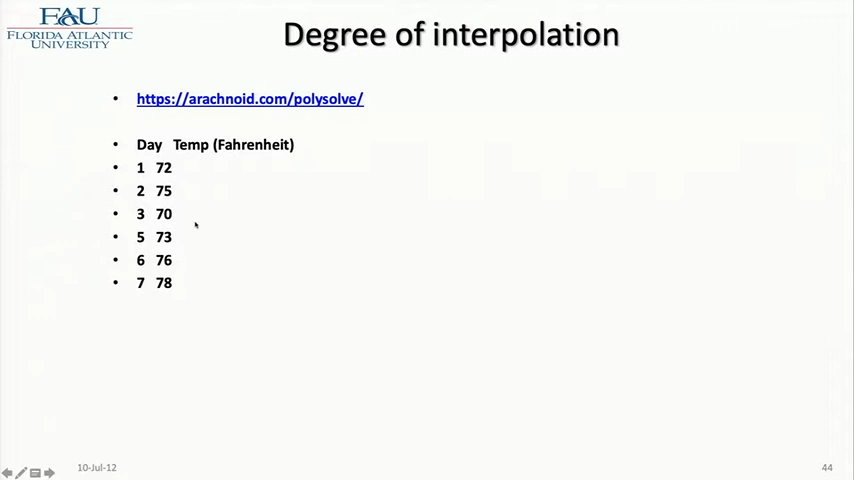 FAU
FLORIDA ATLANTIC
UNIVERSITY
Degree of interpolation
• https://arachnoid.com/polysolve/
• Day Temp (Fahrenheit)
• 1 72
• 2 75
• 3 70
• 5 73
• 6 76
• 7 78
10-Jul-12
44